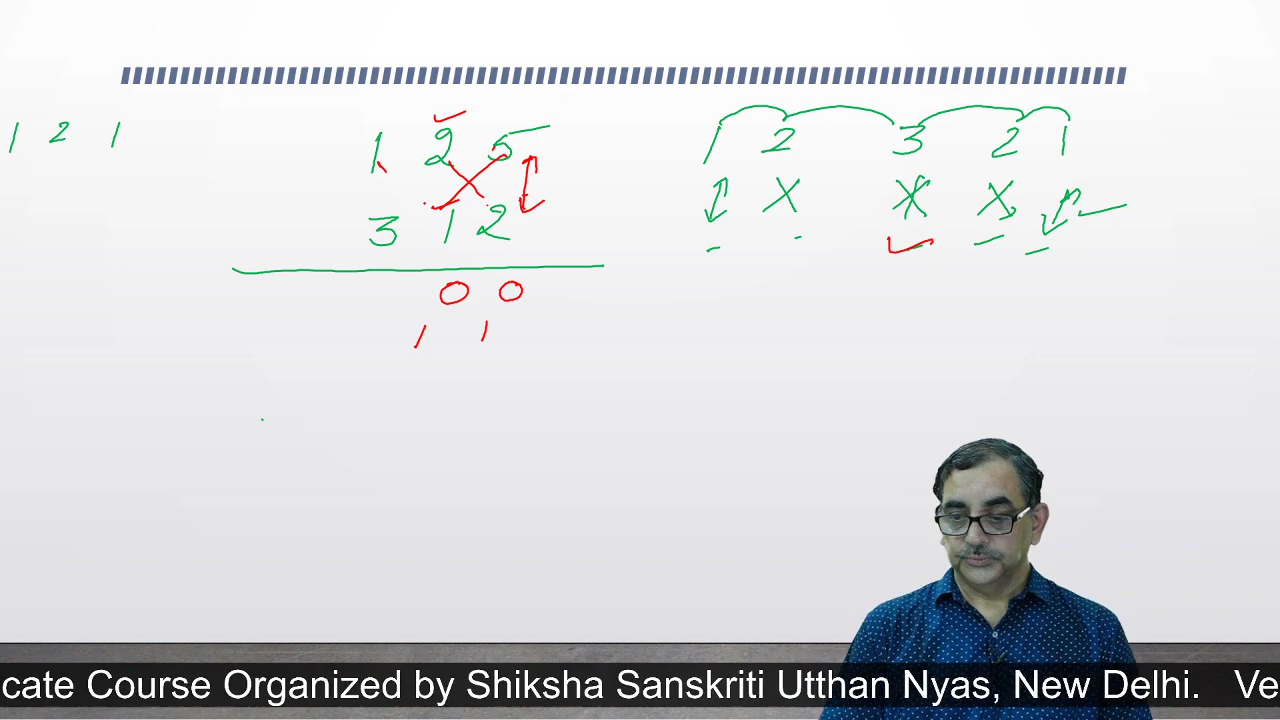 1 2 1
1 2 5
3 1 2
0 0
1 1
1 2 3 2 1
cate Course Organized by Shiksha Sanskriti Utthan Nyas, New Delhi. Ve